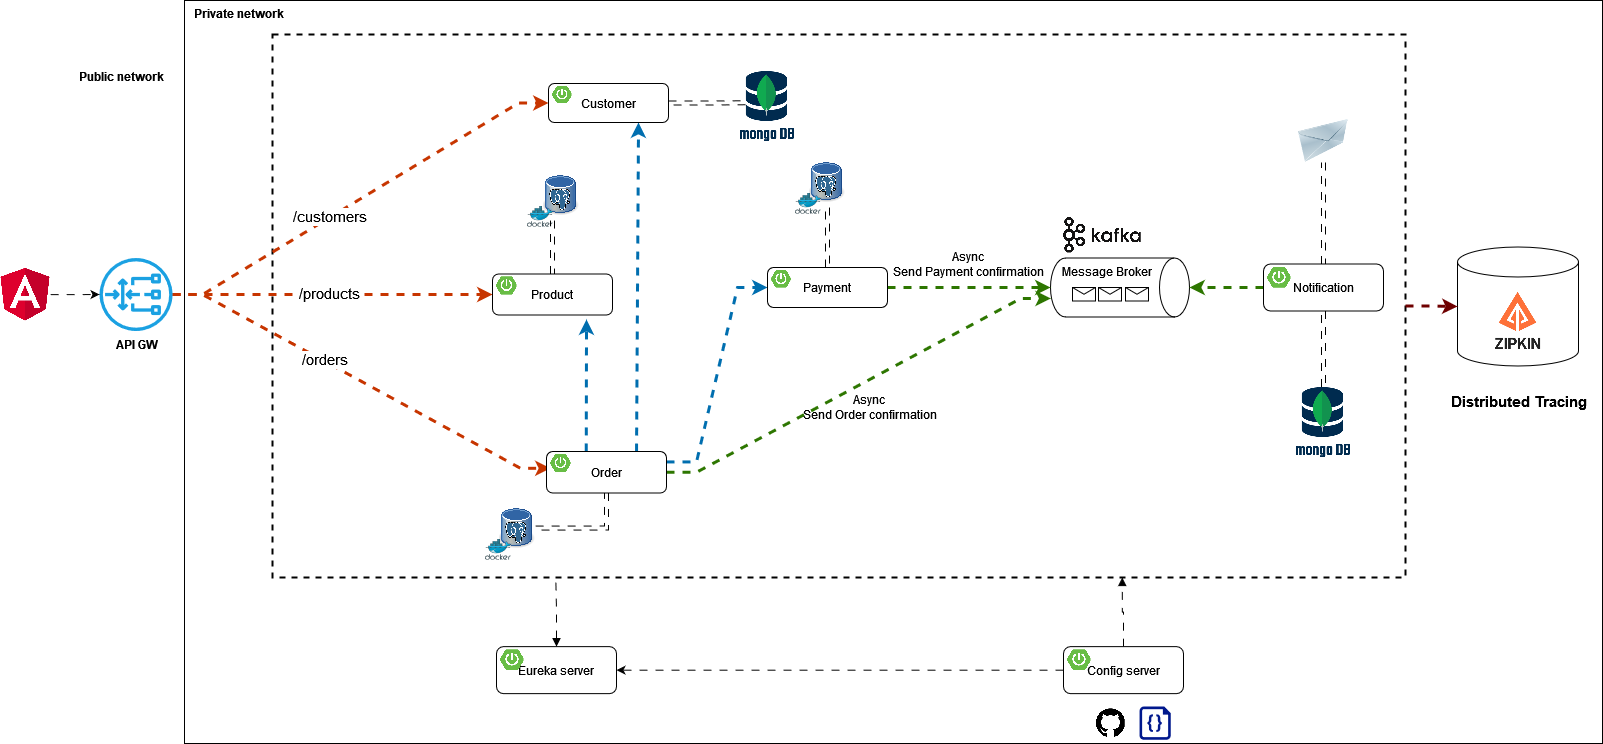 Private network
Public network
Customer
mongo DB
docker
docker
/customers
kafka
Async
Send Payment confirmation
Message Broker
/products
Product
Payment
Notification
API GW
ZIPKIN
/orders
Distributed Tracing
Async
Send Order confirmation
mongo DB
Order
docker
Eureka server
Config server
{}